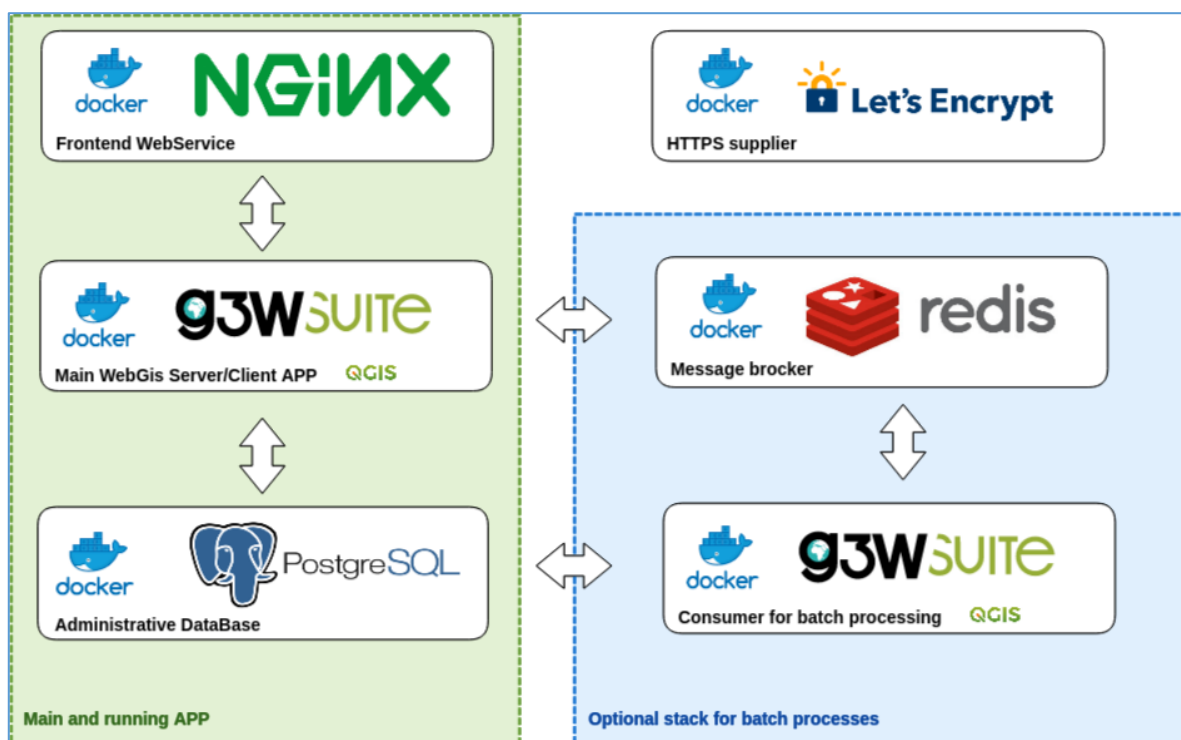 docker
NGINX
Frontend WebService
docker
Let's Encrypt
HTTPS supplier
docker
g3wsuite
Main WebGis Server/Client APP
QGIS
docker
redis
Message brocker
docker
PostgreSQL
Administrative DataBase
docker
g3wsuite
Consumer for batch processing
QGIS
Main and running APP
Optional stack for batch processes